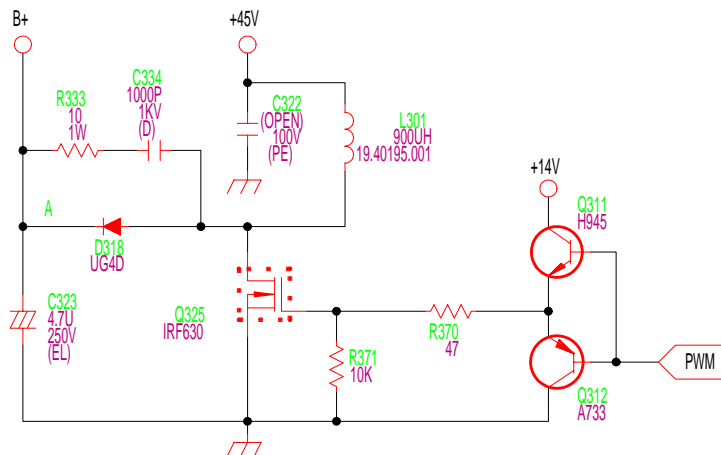 B+
+45V
C334
1000P
1KV
(D)
R333
10
1W
C322
(OPEN)
100V
(PE)
L301
900UH
19.40195.001
+14V
A
Q311
H945
D318
UG4D
C323
4.7U
250V
(EL)
Q325
IRF630
R370
47
R371
10K
PWM
Q312
A733